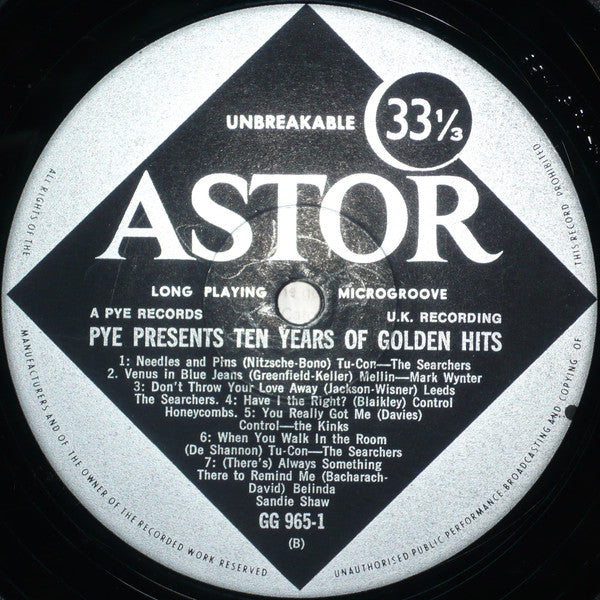 UNBREAKABLE
33⅓
ASTOR
LONG PLAYING MICROGROOVE
A PYE RECORDS U.K. RECORDING
PYE PRESENTS TEN YEARS OF GOLDEN HITS
1: Needles and Pins (Nitzsche-Bono) Tu-Con—The Searchers
2. Venus in Blue Jeans (Greenfield-Keller) Mellin—Mark Wynter
3: Don't Throw Your Love Away (Jackson-Wisner) Leeds
The Searchers. 4: Have I the Right? (Blaikley) Control
Honeycombs. 5: You Really Got Me (Davies)
Control—the Kinks
6: When You Walk In the Room
(De Shannon) Tu-Con—The Searchers
7: (There's) Always Something
There to Remind Me (Bacharach-
David) Belinda
Sandie Shaw
GG 965-1
(B)
ALL RIGHTS OF THE MANUFACTURERS AND OF THE OWNER OF THE RECORDED WORK RESERVED
UNAUTHORISED PUBLIC PERFORMANCE BROADCASTING AND COPYING OF THIS RECORD PROHIBITED